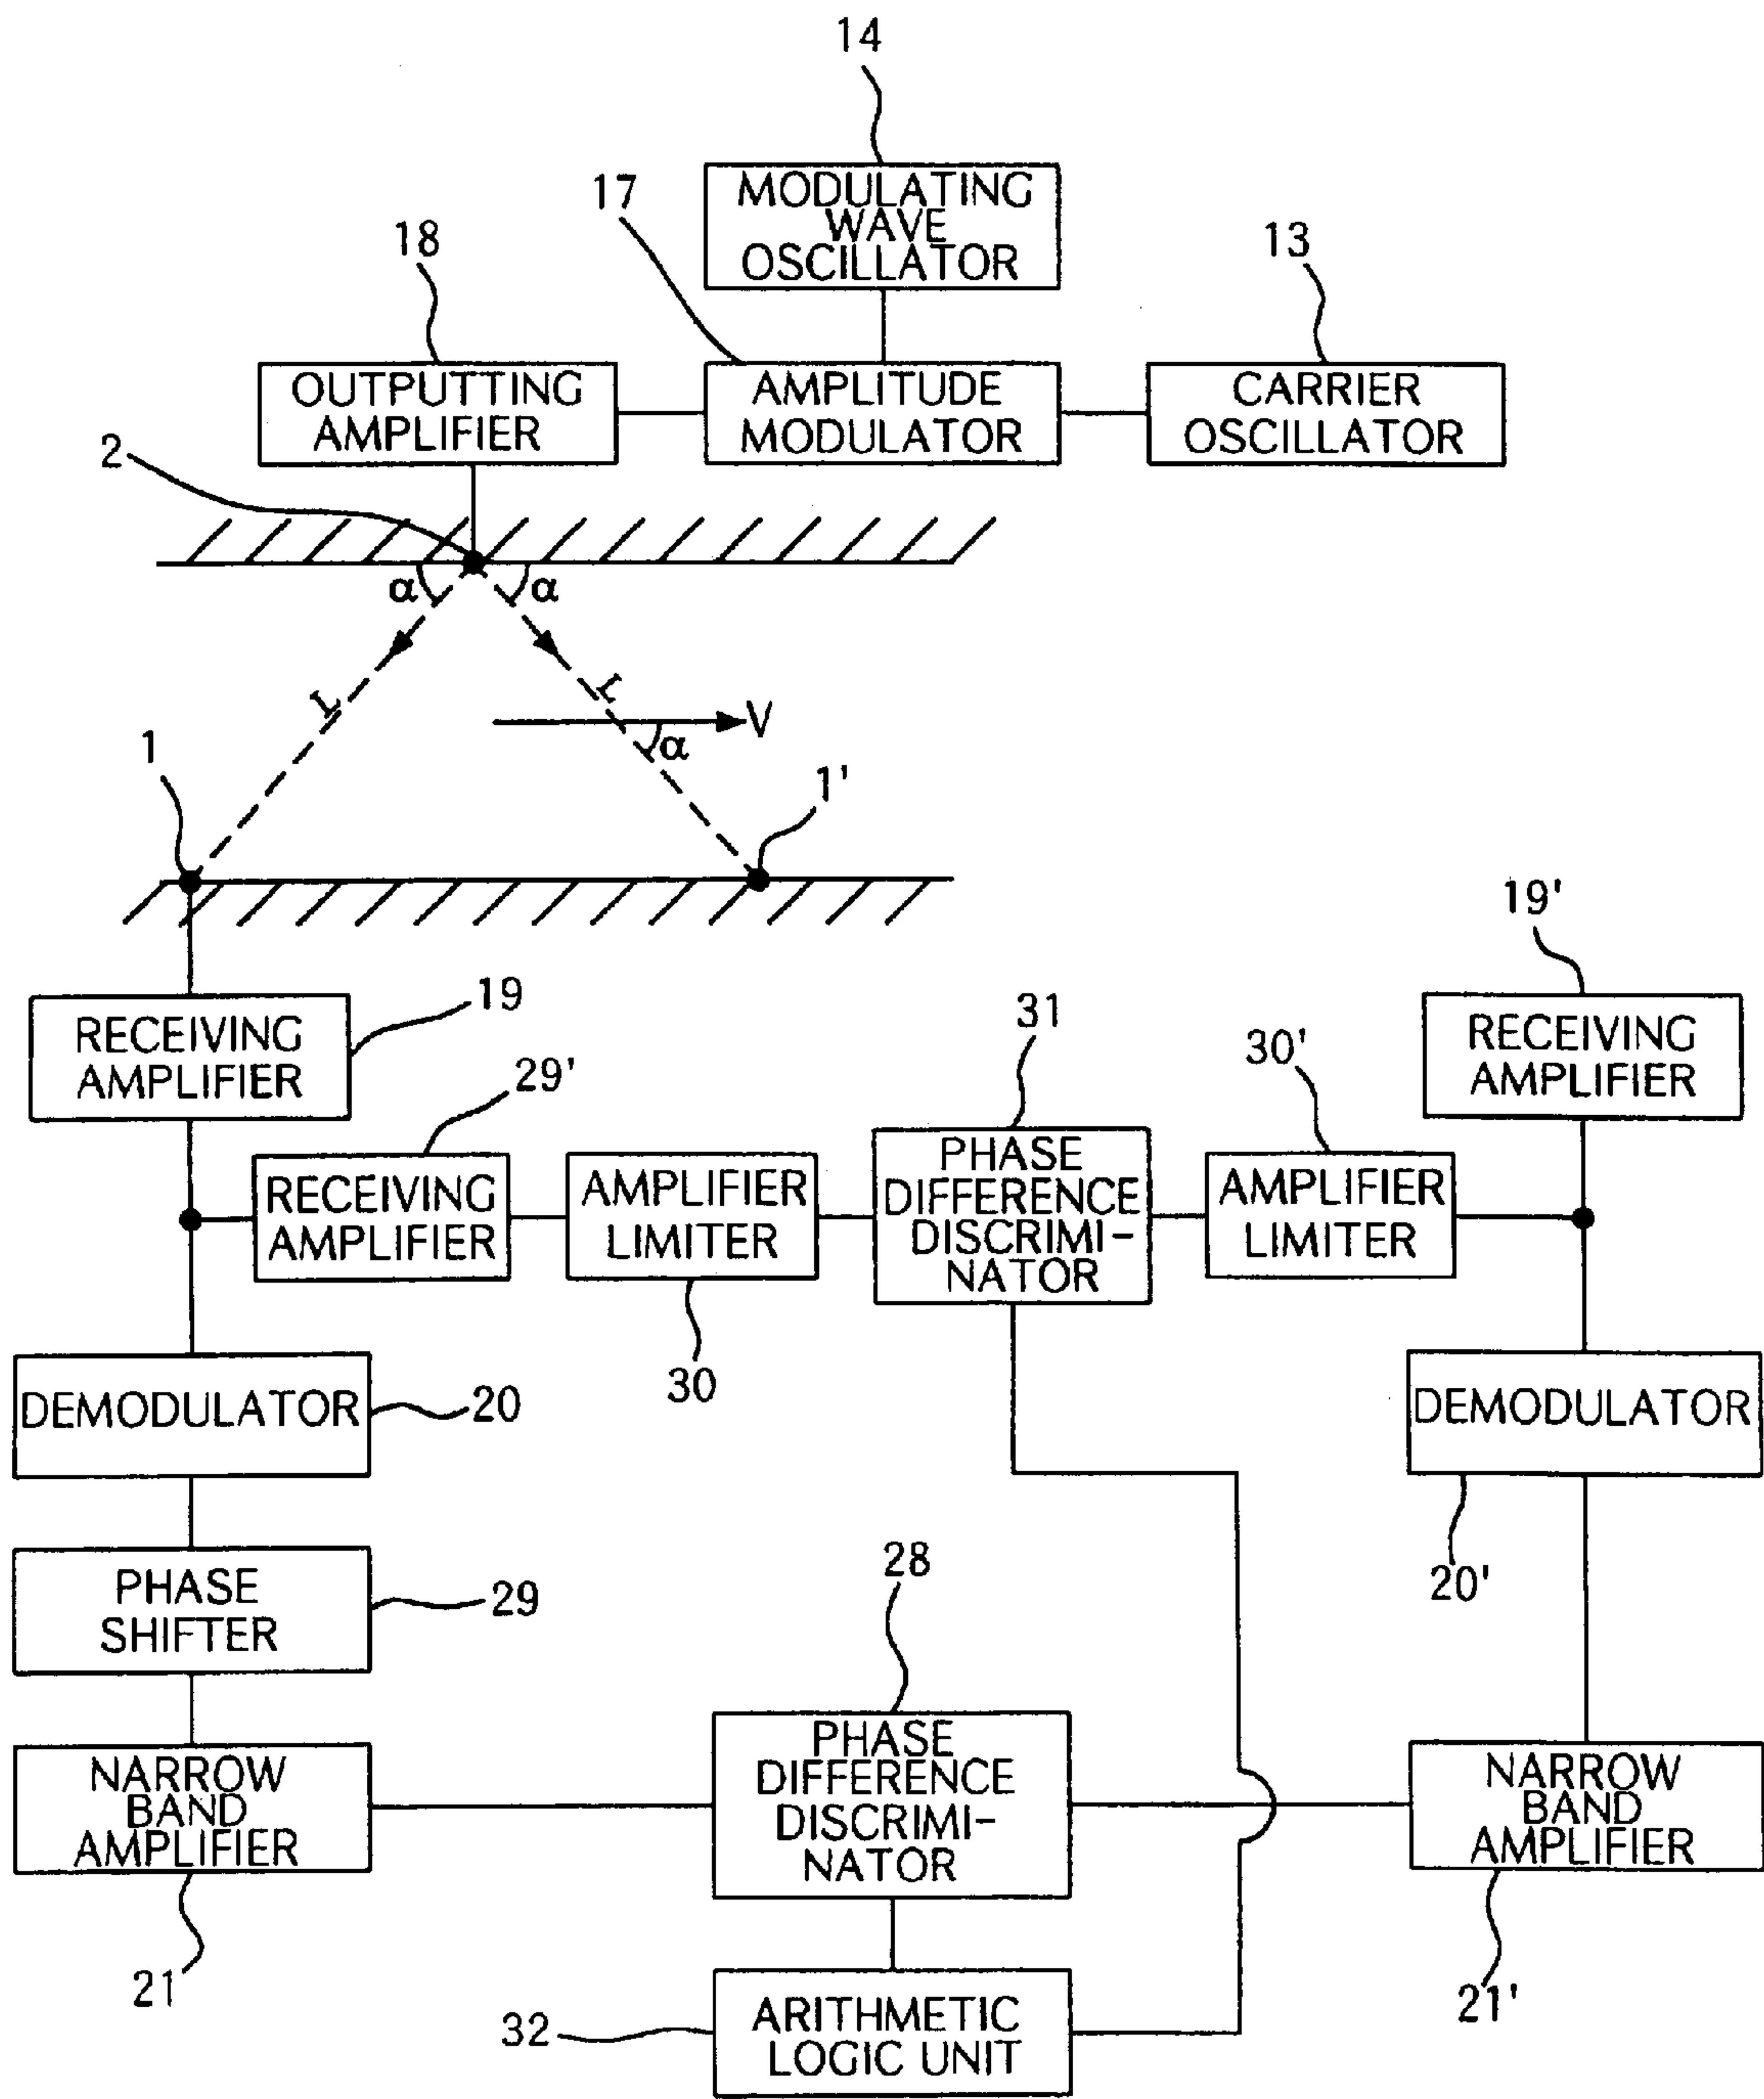 14
MODULATING
WAVE
OSCILLATOR
17
18
13
OUTPUTTING
AMPLIFIER
AMPLITUDE
MODULATOR
CARRIER
OSCILLATOR
2
α
α
L
L
V
α
1
1'
19'
19
RECEIVING
AMPLIFIER
31
30'
RECEIVING
AMPLIFIER
29'
RECEIVING
AMPLIFIER
AMPLIFIER
LIMITER
PHASE
DIFFERENCE
DISCRIMI-
NATOR
AMPLIFIER
LIMITER
30
DEMODULATOR
20
DEMODULATOR
20'
PHASE
SHIFTER
29
28
NARROW
BAND
AMPLIFIER
PHASE
DIFFERENCE
DISCRIMI-
NATOR
NARROW
BAND
AMPLIFIER
21
21'
32
ARITHMETIC
LOGIC UNIT